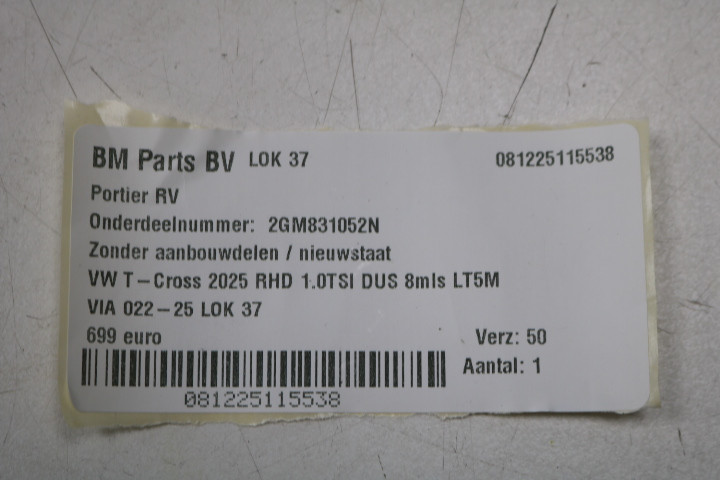 BM Parts BV LOK 37 081225115538
Portier RV
Onderdeelnummer: 2GM831052N
Zonder aanbouwdelen / nieuwstaat
VW T-Cross 2025 RHD 1.0TSI DUS 8mls LT5M
VIA 022-25 LOK 37
699 euro Verz: 50
Aantal: 1
081225115538